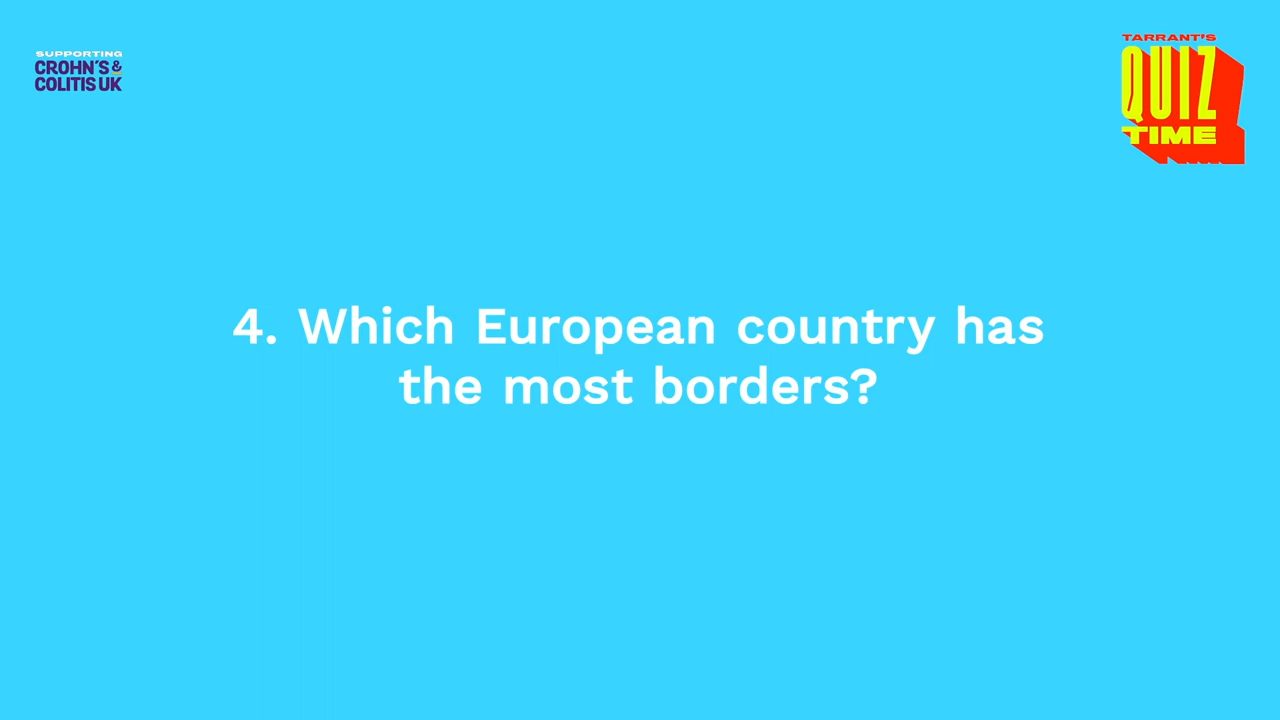 SUPPORTING
CROHN'S &
COLITIS UK
TARRANT'S
QUIZ
TIME
4. Which European country has
the most borders?